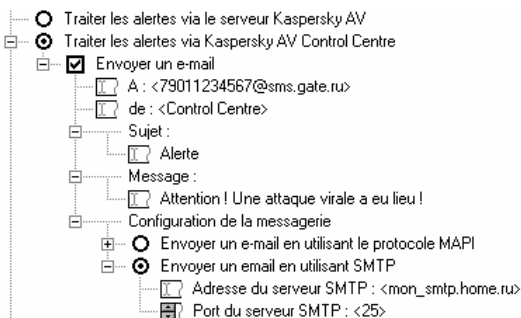 Traiter les alertes via le serveur Kaspersky AV
Traiter les alertes via Kaspersky AV Control Centre
Envoyer un e-mail
A : <79011234567@sms.gate.ru>
de : <Control Centre>
Sujet :
Alerte
Message :
Attention ! Une attaque virale a eu lieu !
Configuration de la messagerie
Envoyer un e-mail en utilisant le protocole MAPI
Envoyer un email en utilisant SMTP
Adresse du serveur SMTP : <mon_smtp.home.ru>
Port du serveur SMTP : <25>